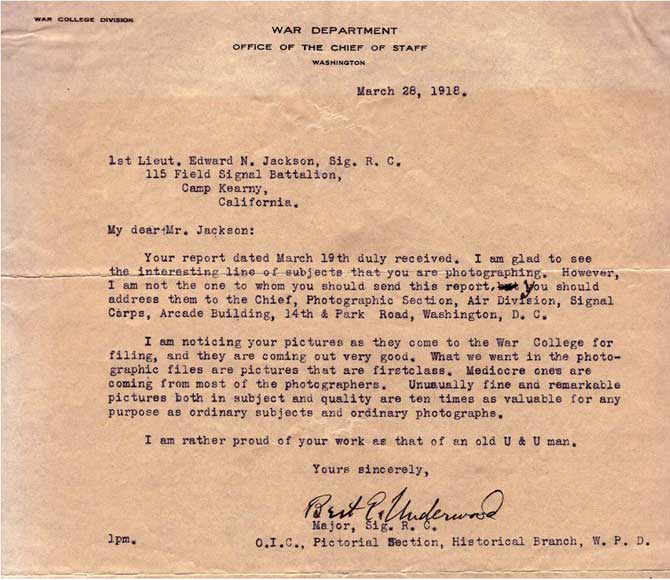 WAR COLLEGE DIVISION
WAR DEPARTMENT
OFFICE OF THE CHIEF OF STAFF
WASHINGTON
March 28, 1918.
1st Lieut. Edward N. Jackson, Sig. R. C.
115 Field Signal Battalion,
Camp Kearny,
California.
My dear Mr. Jackson:
Your report dated March 19th duly received. I am glad to see
the interesting line of subjects that you are photographing. However,
I am not the one to whom you should send this report, you should
address them to the Chief, Photographic Section, Air Division, Signal
Corps, Arcade Building, 14th & Park Road, Washington, D. C.
I am noticing your pictures as they come to the War College for
filing, and they are coming out very good. What we want in the photo-
graphic files are pictures that are firstclass. Mediocre ones are
coming from most of the photographers. Unuaually fine and remarkable
pictures both in subject and quality are ten times as valuable for any
purpose as ordinary subjects and ordinary photographs.
I am rather proud of your work as that of an old U & U man.
Yours sincerely,
Bert E. Underwood
Major, Sig. R. C.
1pm. O.I.C., Pictorial Section, Historical Branch, W. P. D.